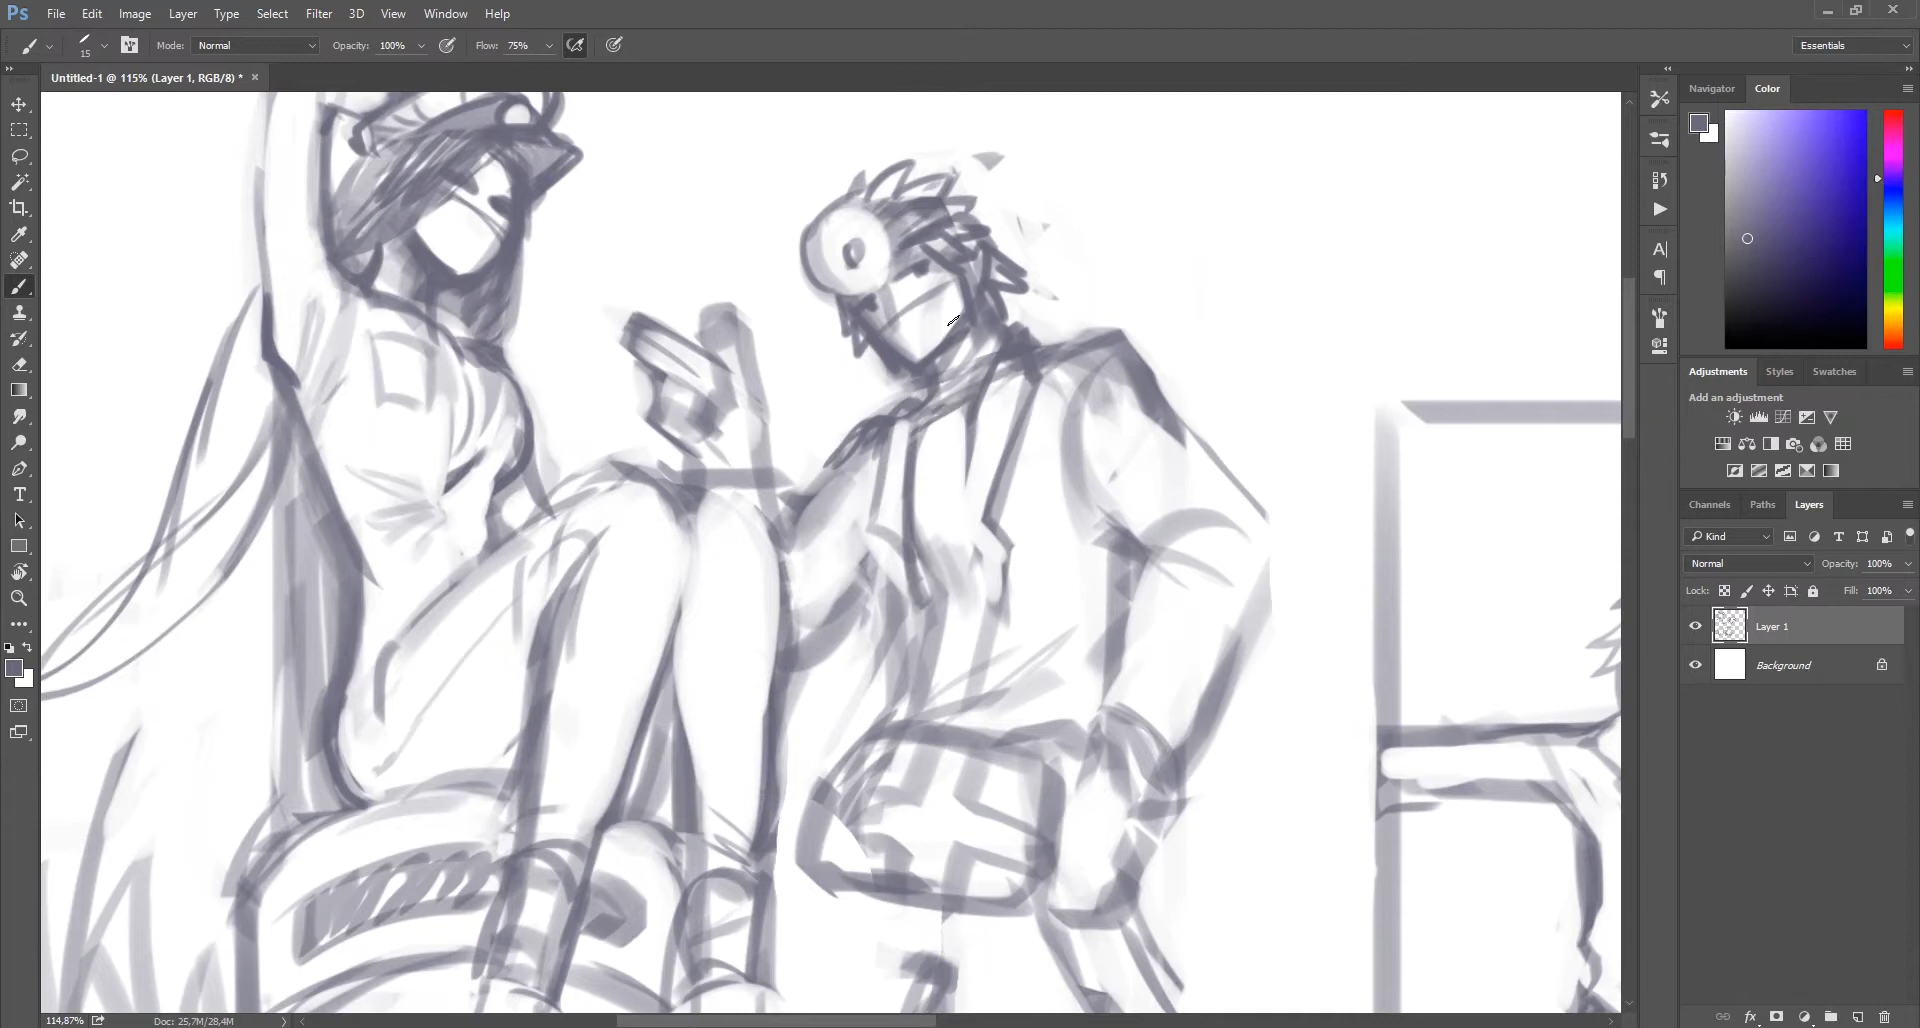 Ps File Edit Image Layer Type Select Filter 3D View Window Help
15 Mode: Normal Opacity: 100% Flow: 75% Essentials
Untitled-1 @ 115% (Layer 1, RGB/8) * ×
Navigator Color
Adjustments Styles Swatches
Add an adjustment
Channels Paths Layers
Kind
Normal Opacity: 100%
Lock: Fill: 100%
Layer 1
Background
114,87% Doc: 25,7M/28,4M